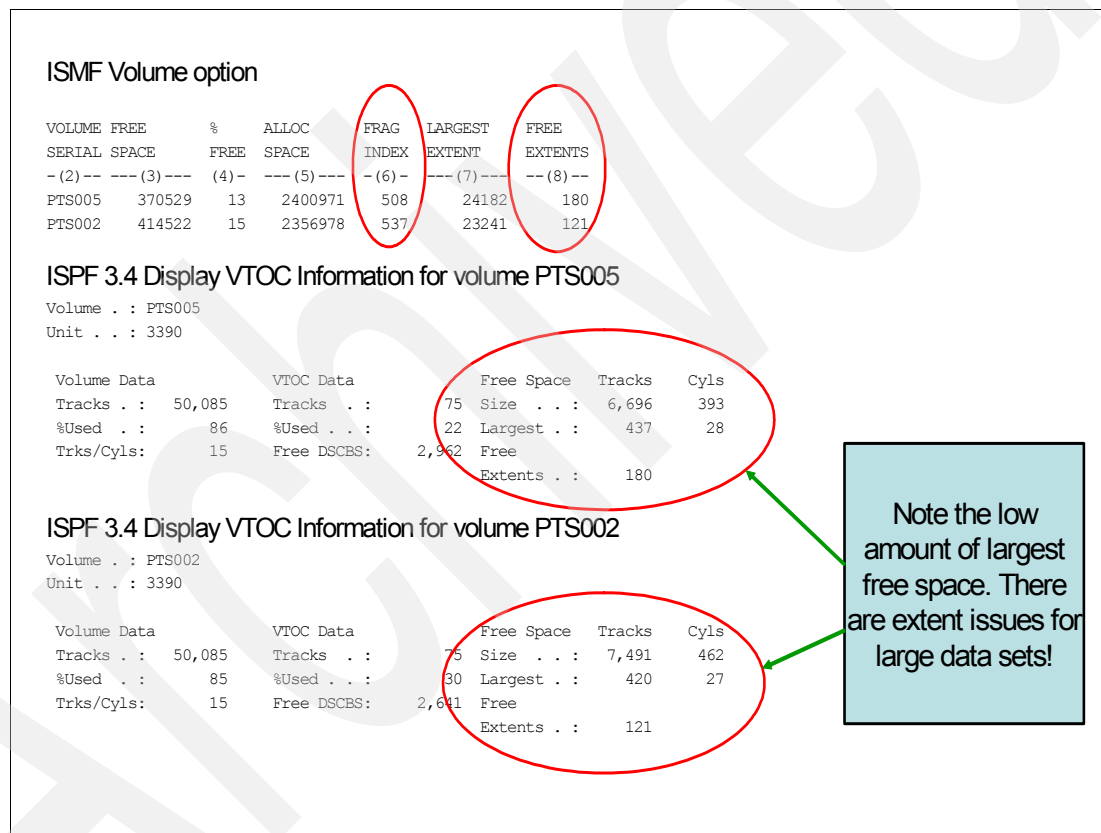 ISMF Volume option
VOLUME FREE % ALLOC FRAG LARGEST FREE
SERIAL SPACE FREE SPACE INDEX EXTENT EXTENTS
-(2)-- ---(3)--- (4)- ---(5)--- -(6)- ---(7)--- --(8)--
PTS005 370529 13 2400971 508 24182 180
PTS002 414522 15 2356978 537 23241 121
ISPF 3.4 Display VTOC Information for volume PTS005
Volume . : PTS005
Unit . . : 3390
Volume Data VTOC Data Free Space Tracks Cyls
Tracks . : 50,085 Tracks . : 75 Size . . : 6,696 393
%Used . : 86 %Used . . : 22 Largest . : 437 28
Trks/Cyls: 15 Free DSCBS: 2,962 Free
Extents . : 180
ISPF 3.4 Display VTOC Information for volume PTS002
Volume . : PTS002
Unit . . : 3390
Volume Data VTOC Data Free Space Tracks Cyls
Tracks . : 50,085 Tracks . : 75 Size . . : 7,491 462
%Used . : 85 %Used . . : 30 Largest . : 420 27
Trks/Cyls: 15 Free DSCBS: 2,641 Free
Extents . : 121
Note the low
amount of largest
free space. There
are extent issues for
large data sets!
Archived